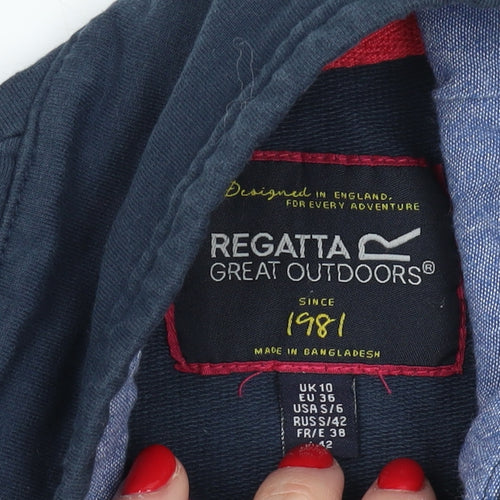 Designed IN ENGLAND,
FOR EVERY ADVENTURE
REGATTA
GREAT OUTDOORS®
SINCE
1981
MADE IN BANGLADESH
UK 10
EU 36
USA S/6
RUS S/42
FR/E 38
42